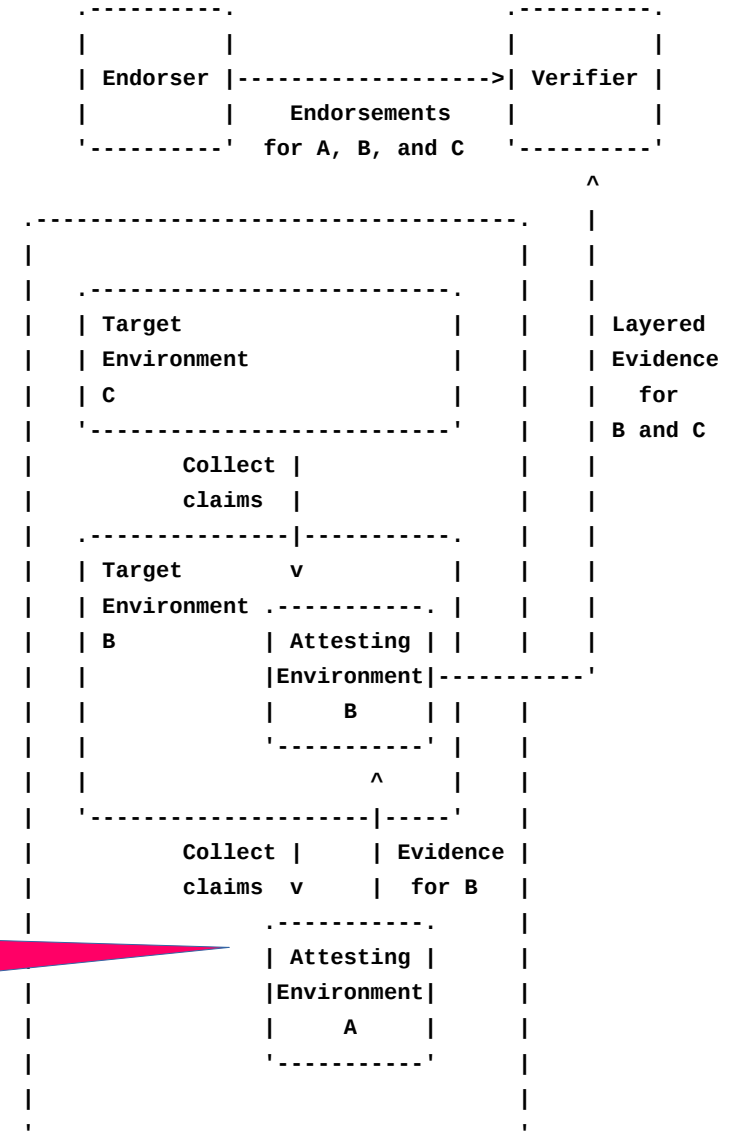 .----------.                     .----------.
|          |                     |          |
| Endorser |------------------->| Verifier |
|          |    Endorsements     |          |
'----------'  for A, B, and C    '----------'
^
.------------------------------------.    |
|                                    |    |
|   .---------------------------.    |    |
|   | Target                    |    |    | Layered
|   | Environment               |    |    | Evidence
|   | C                         |    |    |   for
|   '---------------------------'    |    | B and C
|           Collect |                |    |
|           claims  |                |    |
|   .---------------|-----------.    |    |
|   | Target        v           |    |    |
|   | Environment .-----------. |    |    |
|   | B           | Attesting | |    |    |
|   |             |Environment|-----------'
|   |             |     B     | |    |
|   |             '-----------' |    |
|   |                     ^     |    |
|   '---------------------|-----'    |
|           Collect |     | Evidence |
|           claims  v     |  for B   |
|                 .-----------.      |
|                 | Attesting |      |
|                 |Environment|      |
|                 |     A     |      |
|                 '-----------'      |
|                                    |
'                                    '